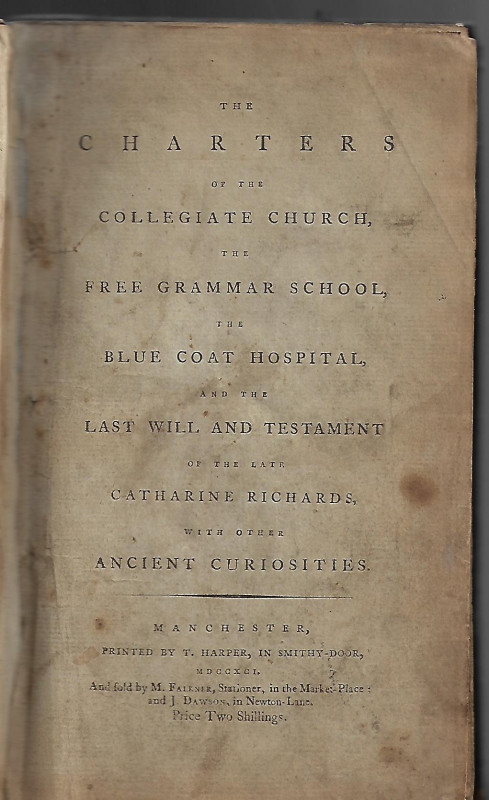 THE
CHARTERS
OF THE
COLLEGIATE CHURCH,
THE
FREE GRAMMAR SCHOOL,
THE
BLUE COAT HOSPITAL,
AND THE
LAST WILL AND TESTAMENT
OF THE LATE
CATHARINE RICHARDS,
WITH OTHER
ANCIENT CURIOSITIES.
MANCHESTER,
PRINTED BY T. HARPER, IN SMITHY-DOOR,
MDCCXCI.
And ſold by M. FALKNER, Stationer, in the Market-Place:
and J. DAWSON, in Newton-Lane.
Price Two Shillings.